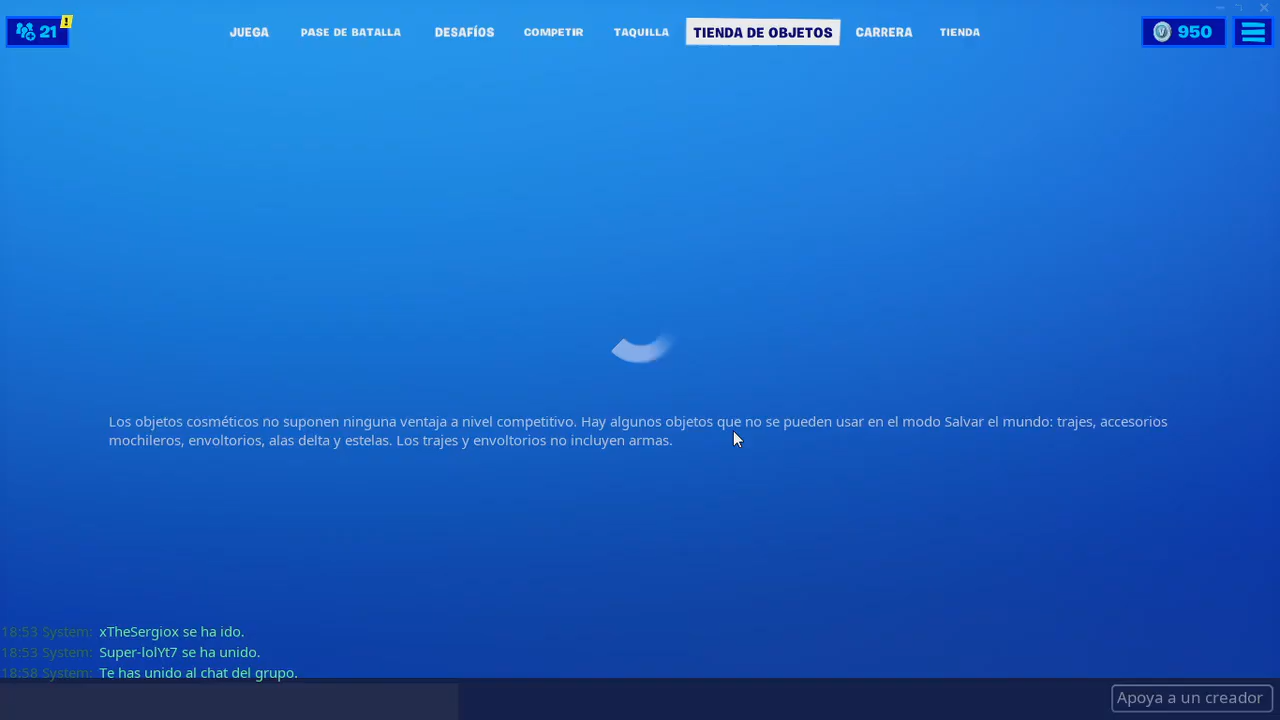 21
!
JUEGA
PASE DE BATALLA
DESAFÍOS
COMPETIR
TAQUILLA
TIENDA DE OBJETOS
CARRERA
TIENDA
V 950
Los objetos cosméticos no suponen ninguna ventaja a nivel competitivo. Hay algunos objetos que no se pueden usar en el modo Salvar el mundo: trajes, accesorios
mochileros, envoltorios, alas delta y estelas. Los trajes y envoltorios no incluyen armas.
18:53 System: xTheSergiox se ha ido.
18:53 System: Super-lolYt7 se ha unido.
18:58 System: Te has unido al chat del grupo.
Apoya a un creador